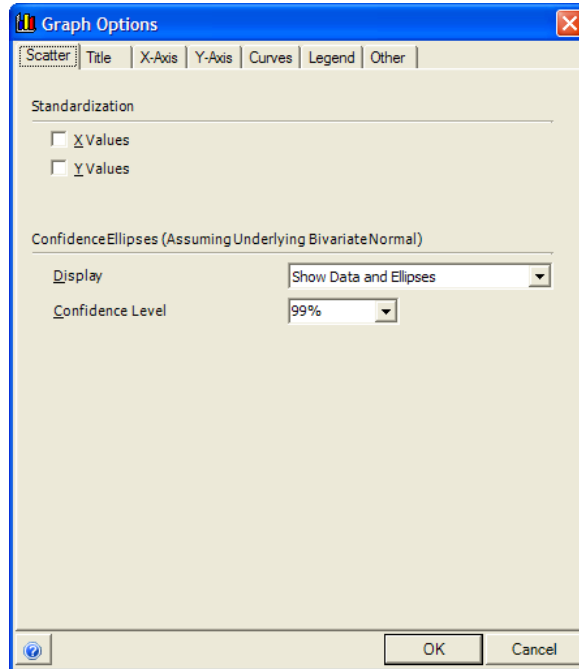 Graph Options
Scatter Title X-Axis Y-Axis Curves Legend Other
Standardization
X Values
Y Values
Confidence Ellipses (Assuming Underlying Bivariate Normal)
Display Show Data and Ellipses
Confidence Level 99%
OK Cancel